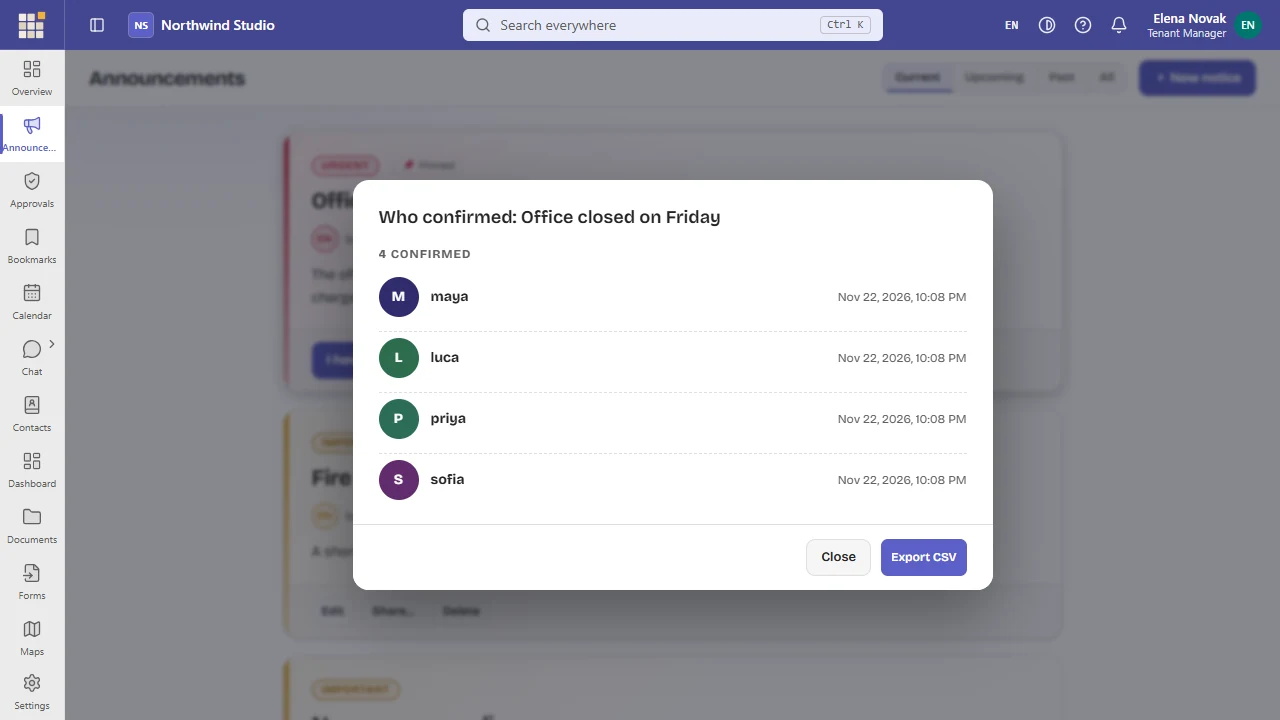 NS Northwind Studio
Search everywhere
Ctrl K
EN
Elena Novak
Tenant Manager
EN
Overview
Announce...
Approvals
Bookmarks
Calendar
Chat
Contacts
Dashboard
Documents
Forms
Maps
Settings
Announcements
Current
Upcoming
Past
All
+ New notice
URGENT
Pinned
Who confirmed: Office closed on Friday
4 CONFIRMED
M maya Nov 22, 2026, 10:08 PM
L luca Nov 22, 2026, 10:08 PM
P priya Nov 22, 2026, 10:08 PM
S sofia Nov 22, 2026, 10:08 PM
Close
Export CSV
Fire
A short
Edit
Share...
Delete
IMPORTANT